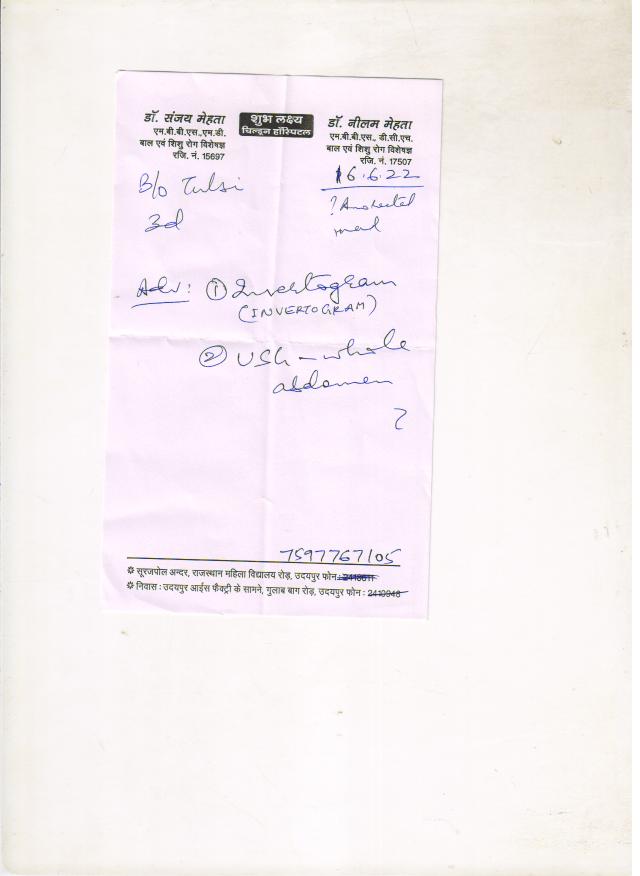 डॉ. संजय मेहता
एम.बी.बी.एस.,एम.डी.
बाल एवं शिशु रोग विशेषज्ञ
रजि. नं. 15697
शुभ लक्ष्य
चिल्ड्रन हॉस्पिटल
डॉ. नीलम मेहता
एम.बी.बी.एस., डी.सी.एच.
बाल एवं शिशु रोग विशेषज्ञ
रजि. नं. 17507
B/o Tulsi
16.6.22
3d
?
Adv: ① Invertogram
(INVERTOGRAM)
② USG - whole
abdomen
7597767105
सूरजपोल अन्दर, राजस्थान महिला विद्यालय रोड़, उदयपुर फोन:
निवास : उदयपुर आईस फैक्ट्री के सामने, गुलाब बाग रोड़, उदयपुर फोन :